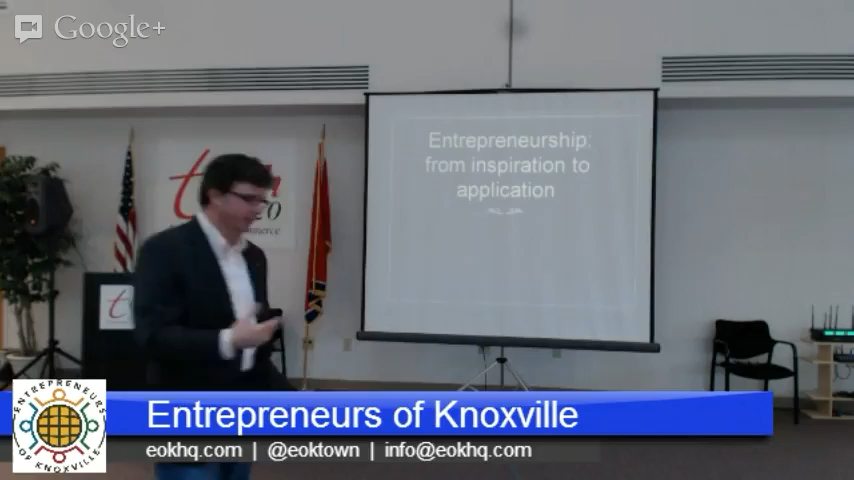 Google+
Entrepreneurship:
from inspiration to
application
Entrepreneurs of Knoxville
eokhq.com | @eoktown | info@eokhq.com
ENTREPRENEURS
OF KNOXVILLE